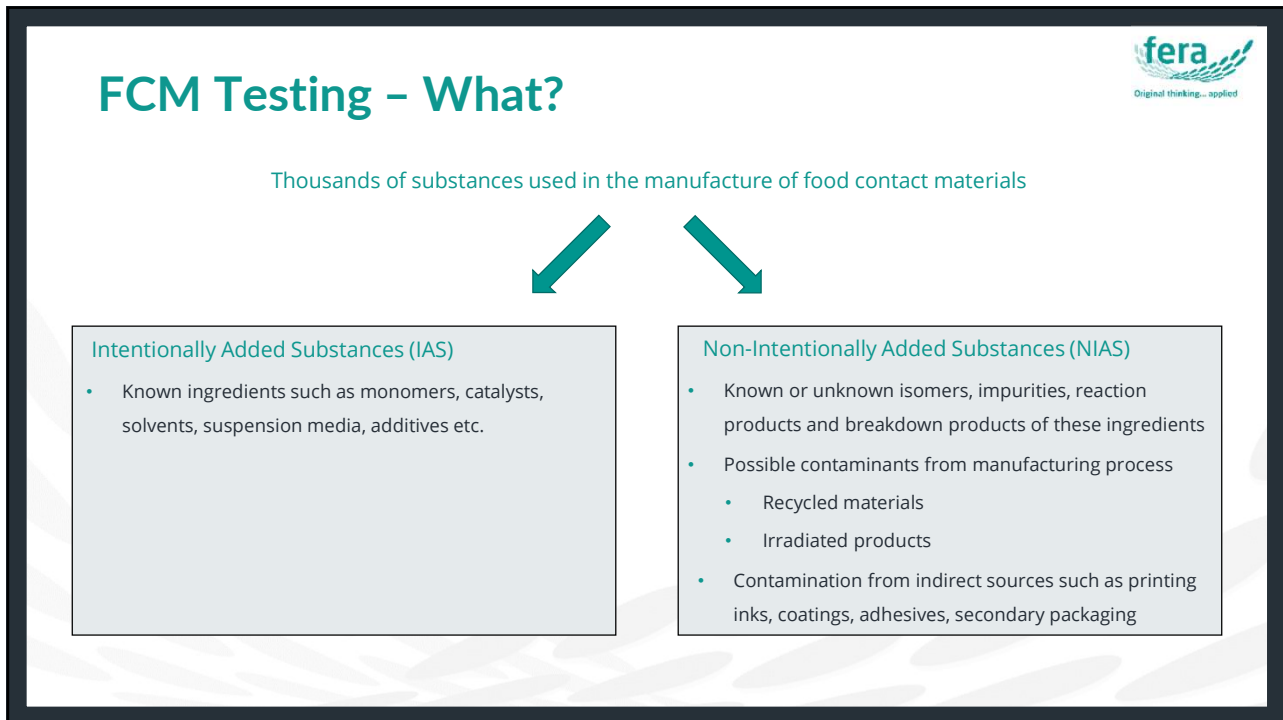 FCM Testing – What?
fera
Original thinking... applied
Thousands of substances used in the manufacture of food contact materials
Intentionally Added Substances (IAS)
• Known ingredients such as monomers, catalysts,
solvents, suspension media, additives etc.
Non-Intentionally Added Substances (NIAS)
• Known or unknown isomers, impurities, reaction
products and breakdown products of these ingredients
• Possible contaminants from manufacturing process
• Recycled materials
• Irradiated products
• Contamination from indirect sources such as printing
inks, coatings, adhesives, secondary packaging